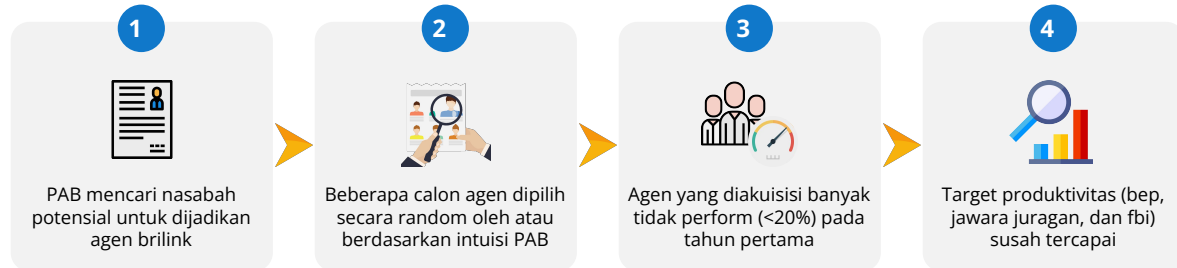 1
PAB mencari nasabah
potensial untuk dijadikan
agen brilink
2
Beberapa calon agen dipilih
secara random oleh atau
berdasarkan intuisi PAB
3
Agen yang diakuisisi banyak
tidak perform (<20%) pada
tahun pertama
4
Target produktivitas (bep,
jawara juragan, dan fbi)
susah tercapai